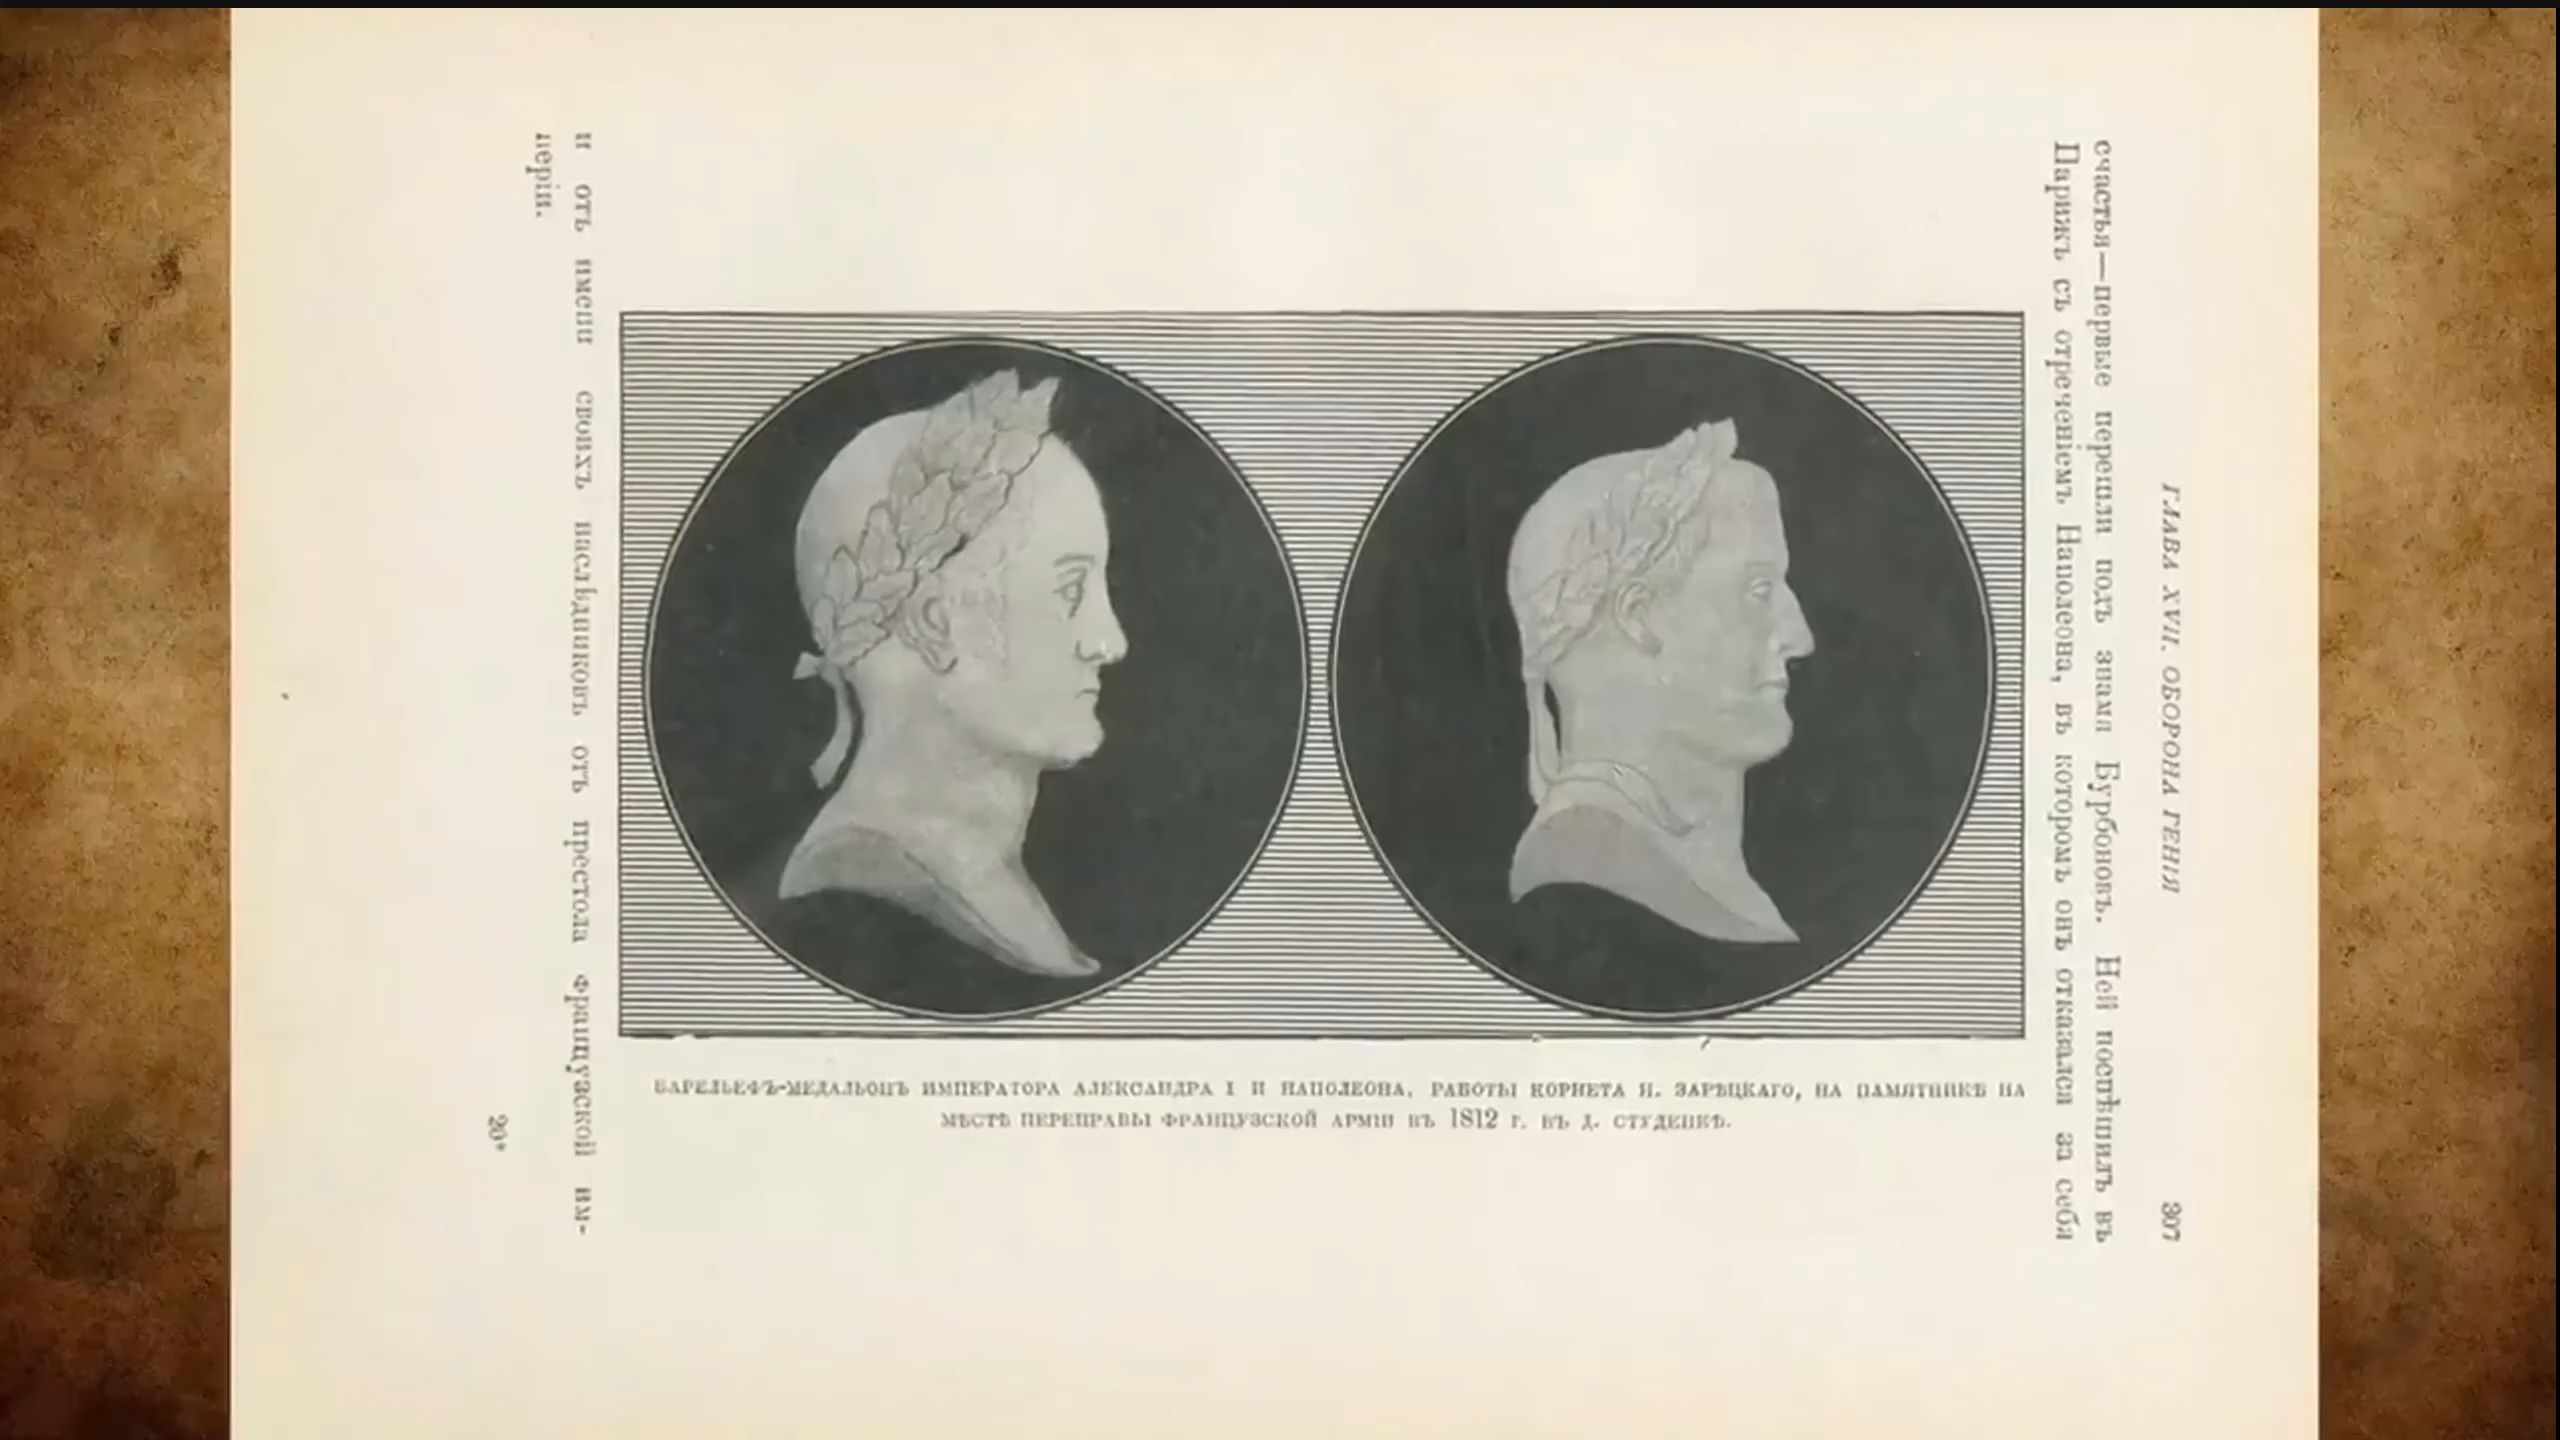 ГЛАВА XVII. ОБОРОНА ГЕНІЯ
307
счастья—первые перешли подъ знамя Бурбоновъ. Ней поспѣшилъ въ
Парижъ съ отреченіемъ Наполеона, въ которомъ онъ отказался за себя
БАРЕЛЬЕФЪ-МЕДАЛЬОНЪ ИМПЕРАТОРА АЛЕКСАНДРА I И НАПОЛЕОНА, РАБОТЫ КОРНЕТА Н. ЗАРѢЦКАГО, НА ПАМЯТНИКѢ НА
МѢСТѢ ПЕРЕПРАВЫ ФРАНЦУЗСКОЙ АРМІИ ВЪ 1812 г. ВЪ Д. СТУДЕНКѢ.
и отъ имени своихъ наслѣдниковъ отъ престола французской им-
періи.
20*